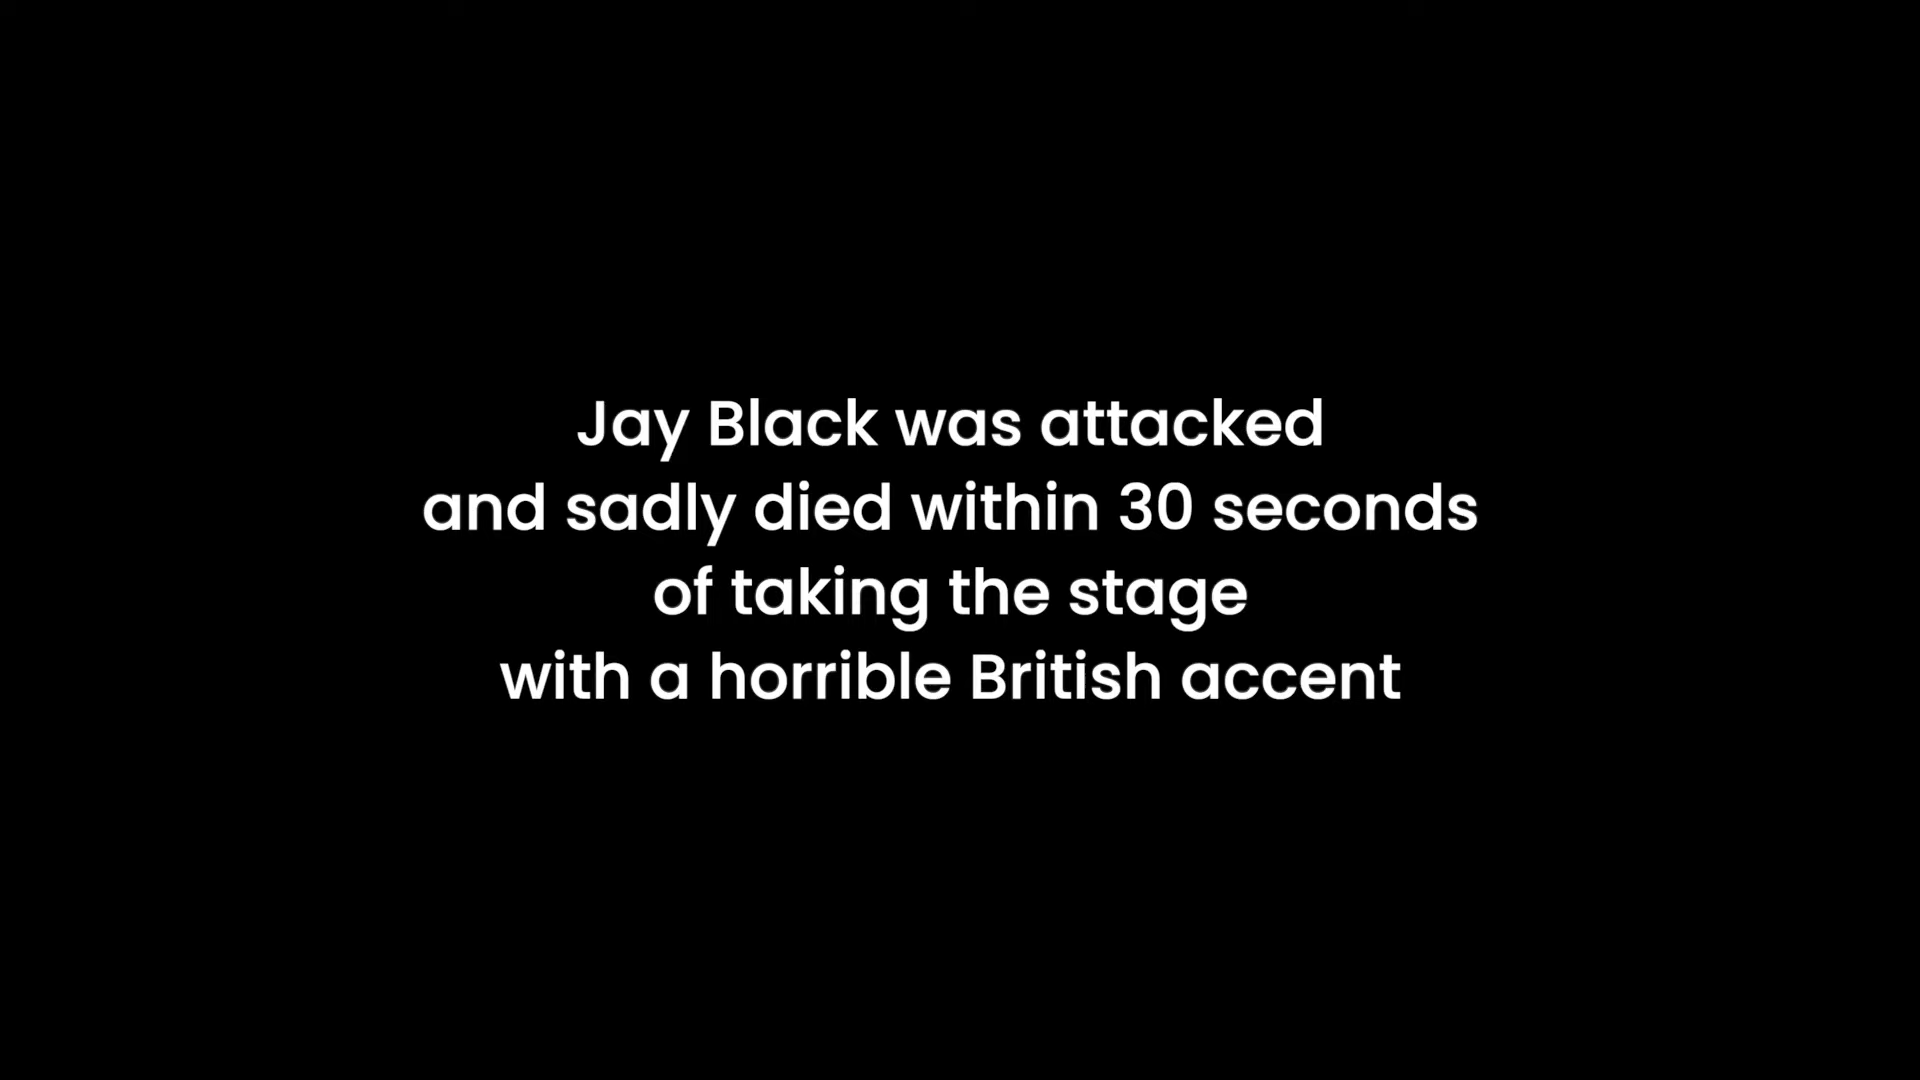 Jay Black was attacked
and sadly died within 30 seconds
of taking the stage
with a horrible British accent